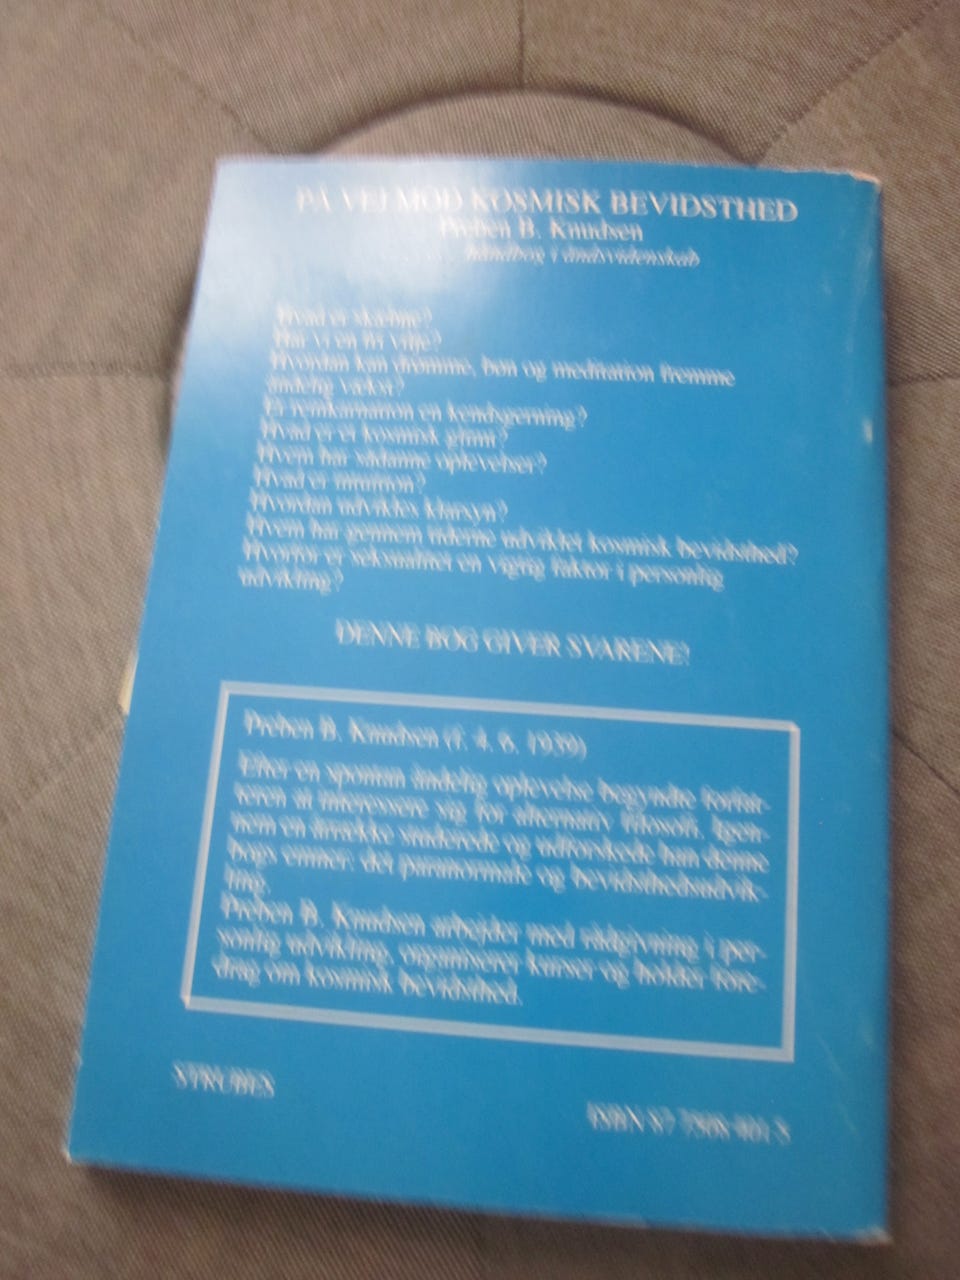 PÅ VEJ MOD KOSMISK BEVIDSTHED
Preben B. Knudsen
håndbog i åndsvidenskab
Hvad er skæbne?
Har vi en fri vilje?
Hvordan kan drømme, bøn og meditation fremme
åndelig vækst?
Er reinkarnation en kendsgerning?
Hvad er et kosmisk glimt?
Hvem har sådanne oplevelser?
Hvad er intuition?
Hvordan udvikles klarsyn?
Hvem har gennem tiderne udviklet kosmisk bevidsthed?
Hvorfor er seksualitet en vigtig faktor i personlig
udvikling?
DENNE BOG GIVER SVARENE!
Preben B. Knudsen (f. 4. 6. 1939)
Efter en spontan åndelig oplevelse begyndte forfat-
teren at interessere sig for alternativ filosofi. Igen-
nem en årrække studerede og udforskede han denne
bogs emner: det paranormale og bevidsthedsudvik-
ling.
Preben B. Knudsen arbejder med rådgivning i per-
sonlig udvikling, organiserer kurser og holder fore-
drag om kosmisk bevidsthed.
STRUBES
ISBN 87